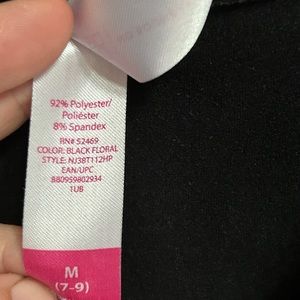 92% Polyester/
Poliéster
8% Spandex
RN# 52469
COLOR: BLACK FLORAL
STYLE: NJ38T112HP
EAN/UPC
880959802934
1UB
M
(7-9)